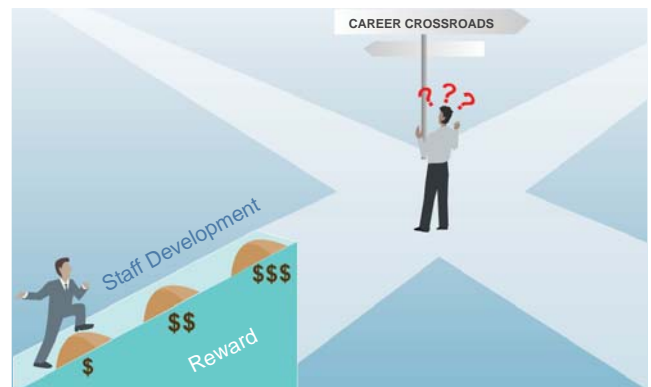 CAREER CROSSROADS
? ? ?
Staff Development
$$$
$$
$
Reward